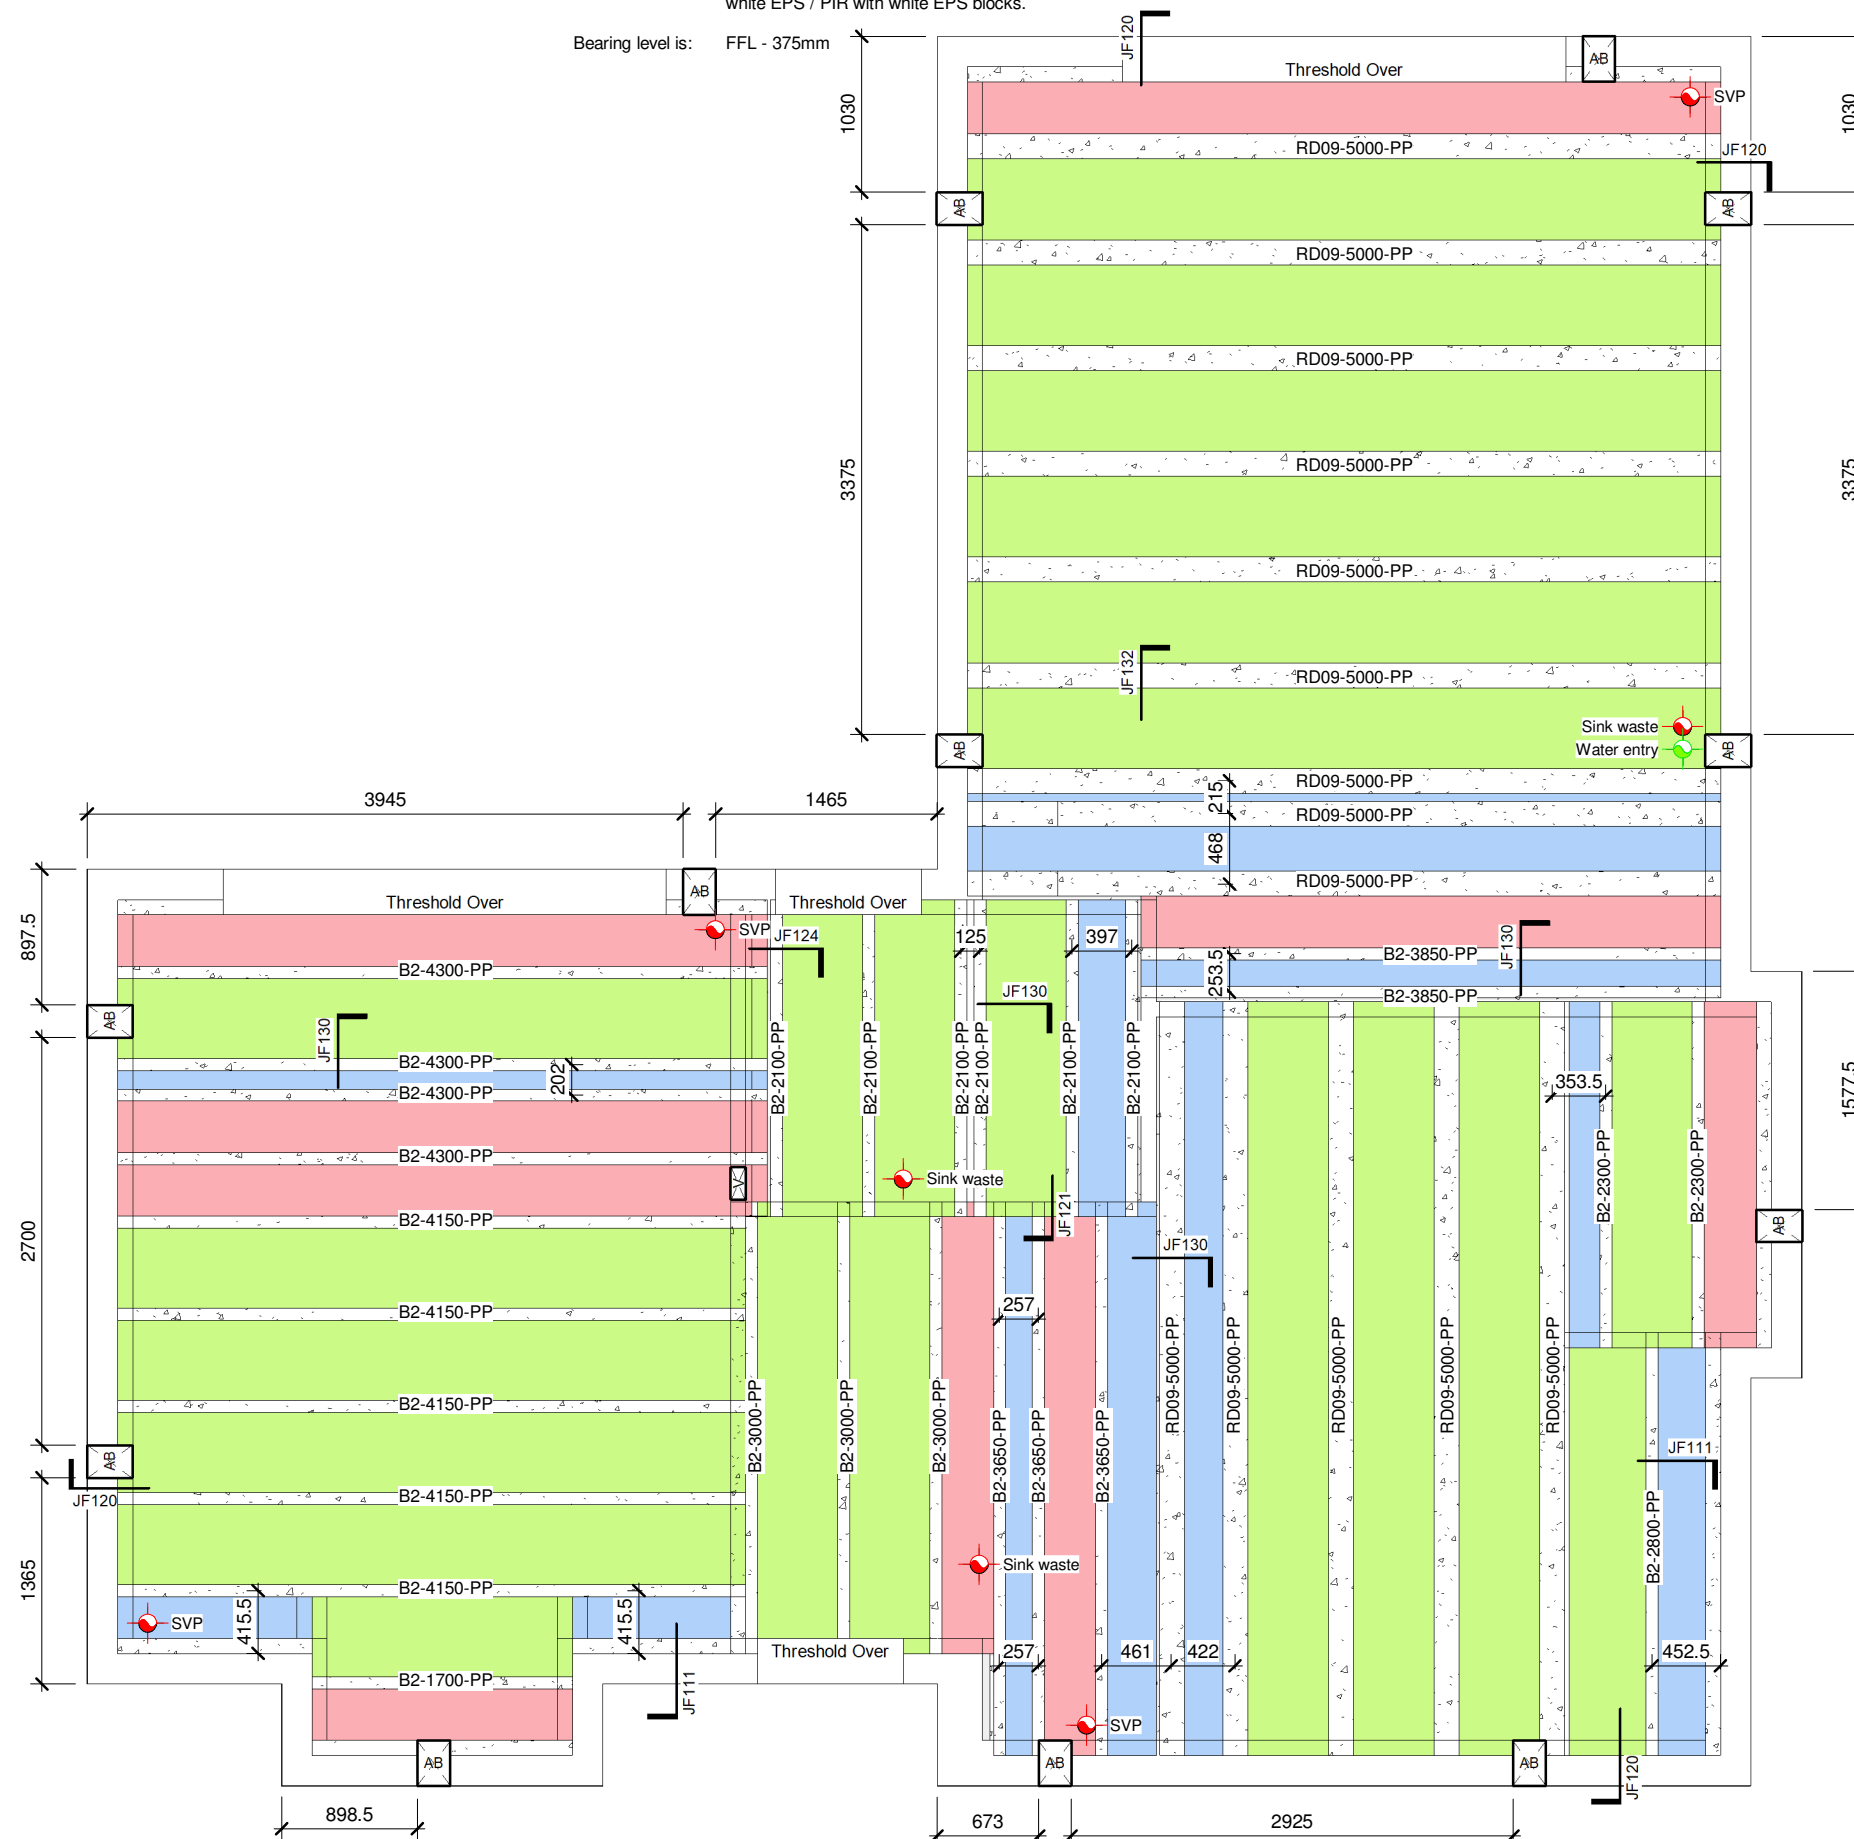 white EPS / PIR with white EPS blocks.
Bearing level is: FFL - 375mm
JF120
AB
Threshold Over
1030
SVP
1030
RD09-5000-PP
JF120
AB
AB
RD09-5000-PP
RD09-5000-PP
3375
RD09-5000-PP
3375
RD09-5000-PP
JF132
RD09-5000-PP
Sink waste
AB
Water entry
AB
RD09-5000-PP
215
3945
1465
RD09-5000-PP
468
RD09-5000-PP
AB
Threshold Over
Threshold Over
897.5
SVP
JF124
125
397
JF130
B2-3850-PP
253.5
B2-4300-PP
JF130
B2-3850-PP
AB
JF130
B2-4300-PP
202
B2-4300-PP
B2-2100-PP
B2-2100-PP
B2-2100-PP
B2-2100-PP
B2-2100-PP
B2-2100-PP
353.5
1577.5
B2-4300-PP
B2-2300-PP
B2-2300-PP
V
Sink waste
JF121
B2-4150-PP
AB
2700
JF130
B2-4150-PP
257
B2-4150-PP
B2-3000-PP
B2-3000-PP
B2-3000-PP
B2-3650-PP
B2-3650-PP
B2-3650-PP
RD09-5000-PP
RD09-5000-PP
RD09-5000-PP
RD09-5000-PP
RD09-5000-PP
JF111
AB
JF120
B2-4150-PP
B2-2800-PP
1365
Sink waste
B2-4150-PP
SVP
415.5
415.5
Threshold Over
257
461
422
452.5
B2-1700-PP
JF111
SVP
AB
AB
AB
JF120
898.5
673
2925